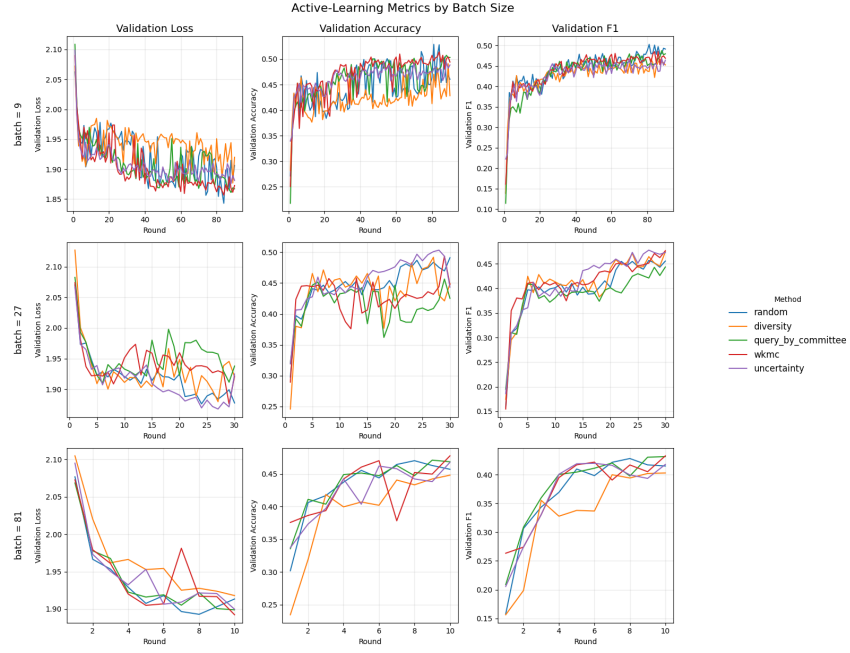 Active-Learning Metrics by Batch Size
Validation Loss
Validation Accuracy
Validation F1
batch = 9
Validation Loss
2.10
2.05
2.00
1.95
1.90
1.85
0 20 40 60 80
Round
Validation Accuracy
0.50
0.45
0.40
0.35
0.30
0.25
0 20 40 60 80
Round
Validation F1
0.50
0.45
0.40
0.35
0.30
0.25
0.20
0.15
0.10
0 20 40 60 80
Round
batch = 27
Validation Loss
2.10
2.05
2.00
1.95
1.90
0 5 10 15 20 25 30
Round
Validation Accuracy
0.50
0.45
0.40
0.35
0.30
0.25
0 5 10 15 20 25 30
Round
Validation F1
0.45
0.40
0.35
0.30
0.25
0.20
0.15
0 5 10 15 20 25 30
Round
Method
random
diversity
query_by_committee
wkmc
uncertainty
batch = 81
Validation Loss
2.10
2.05
2.00
1.95
1.90
2 4 6 8 10
Round
Validation Accuracy
0.45
0.40
0.35
0.30
0.25
2 4 6 8 10
Round
Validation F1
0.40
0.35
0.30
0.25
0.20
0.15
2 4 6 8 10
Round